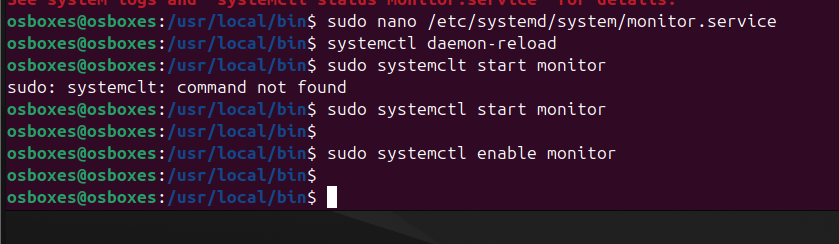 See system logs and 'systemctl status monitor.service' for details.
osboxes@osboxes:/usr/local/bin$ sudo nano /etc/systemd/system/monitor.service
osboxes@osboxes:/usr/local/bin$ systemctl daemon-reload
osboxes@osboxes:/usr/local/bin$ sudo systemclt start monitor
sudo: systemclt: command not found
osboxes@osboxes:/usr/local/bin$ sudo systemctl start monitor
osboxes@osboxes:/usr/local/bin$
osboxes@osboxes:/usr/local/bin$ sudo systemctl enable monitor
osboxes@osboxes:/usr/local/bin$
osboxes@osboxes:/usr/local/bin$